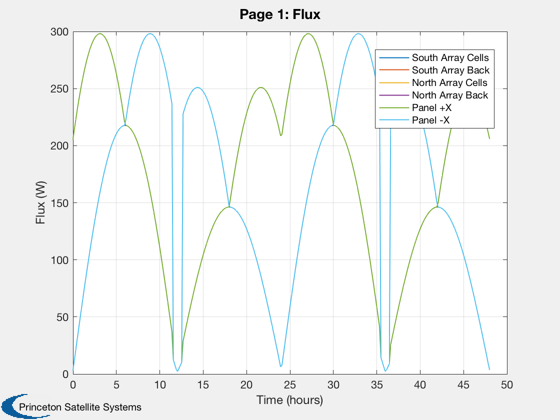 Page 1: Flux
300
250
200
150
100
50
0
Flux (W)
South Array Cells
South Array Back
North Array Cells
North Array Back
Panel +X
Panel -X
0 5 10 15 20 25 30 35 40 45 50
Time (hours)
Princeton Satellite Systems